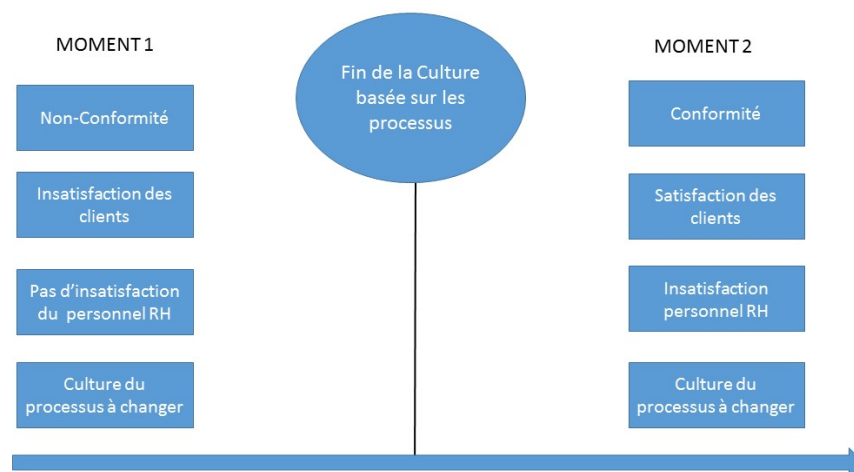 MOMENT 1
Non-Conformité
Insatisfaction des
clients
Pas d’insatisfaction
du personnel RH
Culture du
processus à changer
Fin de la Culture
basée sur les
processus
MOMENT 2
Conformité
Satisfaction des
clients
Insatisfaction
personnel RH
Culture du
processus à changer